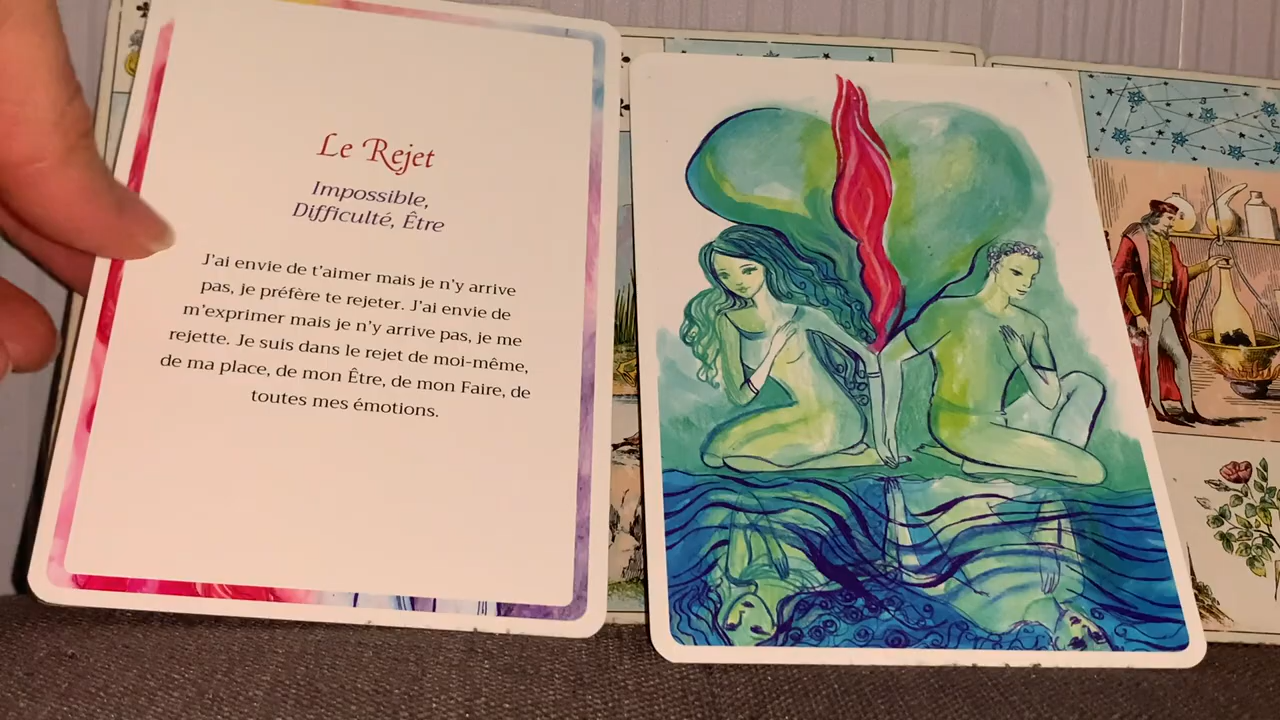 Le Rejet
Impossible,
Difficulté, Être
J'ai envie de t'aimer mais je n'y arrive
pas, je préfère te rejeter. J'ai envie de
m'exprimer mais je n'y arrive pas, je me
rejette. Je suis dans le rejet de moi-même,
de ma place, de mon Être, de mon Faire, de
toutes mes émotions.